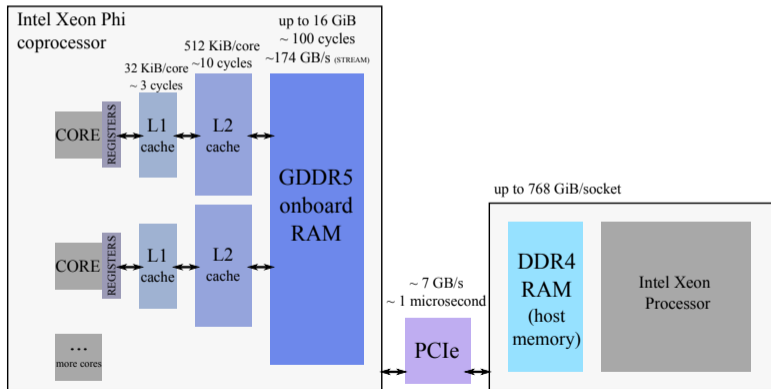 Intel Xeon Phi
coprocessor
up to 16 GiB
~ 100 cycles
~174 GB/s (STREAM)
512 KiB/core
~10 cycles
32 KiB/core
~ 3 cycles
CORE
REGISTERS
L1
cache
L2
cache
GDDR5
onboard
RAM
CORE
REGISTERS
L1
cache
L2
cache
...
more cores
~ 7 GB/s
~ 1 microsecond
PCIe
up to 768 GiB/socket
DDR4
RAM
(host
memory)
Intel Xeon
Processor